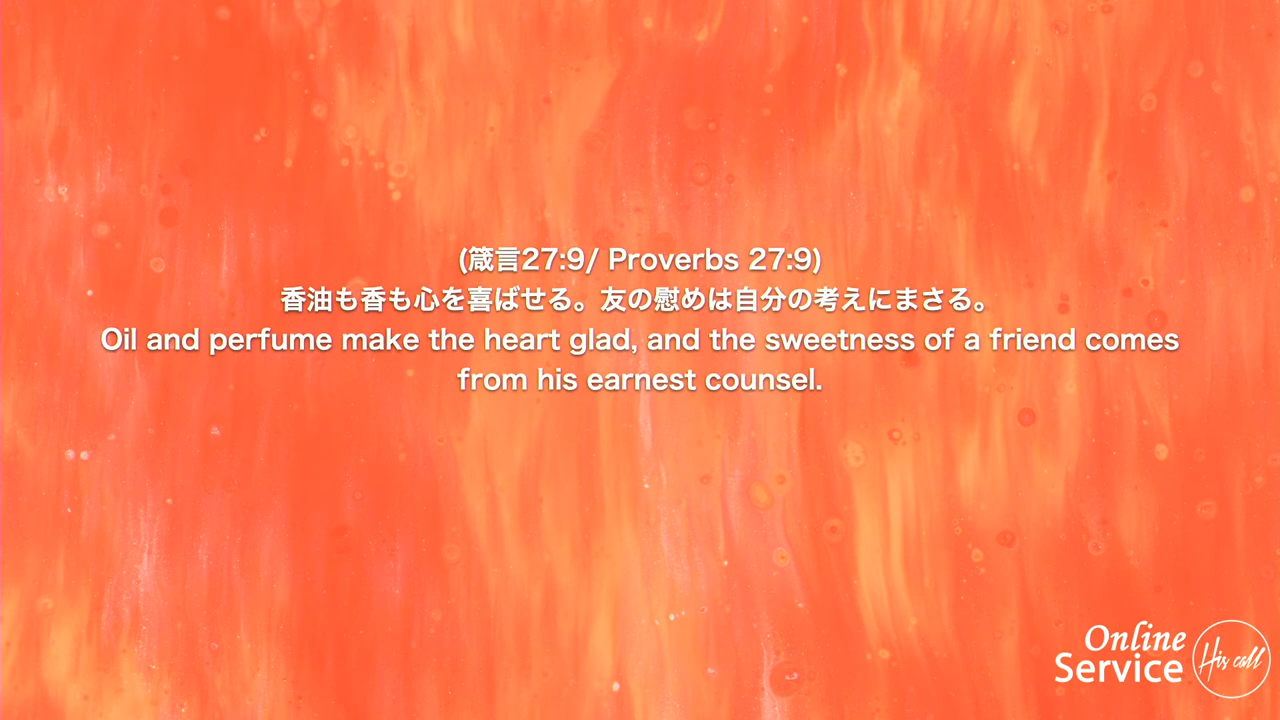 (箴言27:9/ Proverbs 27:9)
香油も香も心を喜ばせる。友の慰めは自分の考えにまさる。
Oil and perfume make the heart glad, and the sweetness of a friend comes
from his earnest counsel.
Online
Service
His call